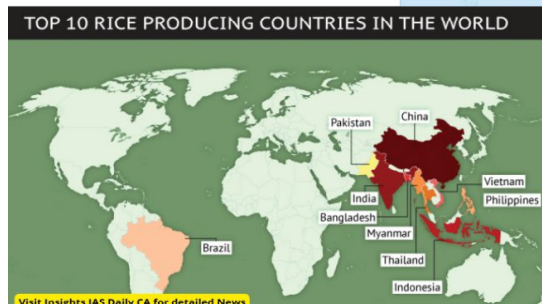 TOP 10 RICE PRODUCING COUNTRIES IN THE WORLD
China
Pakistan
Vietnam
India
Philippines
Bangladesh
Myanmar
Brazil
Thailand
Indonesia
Visit Insights IAS Daily CA for detailed News